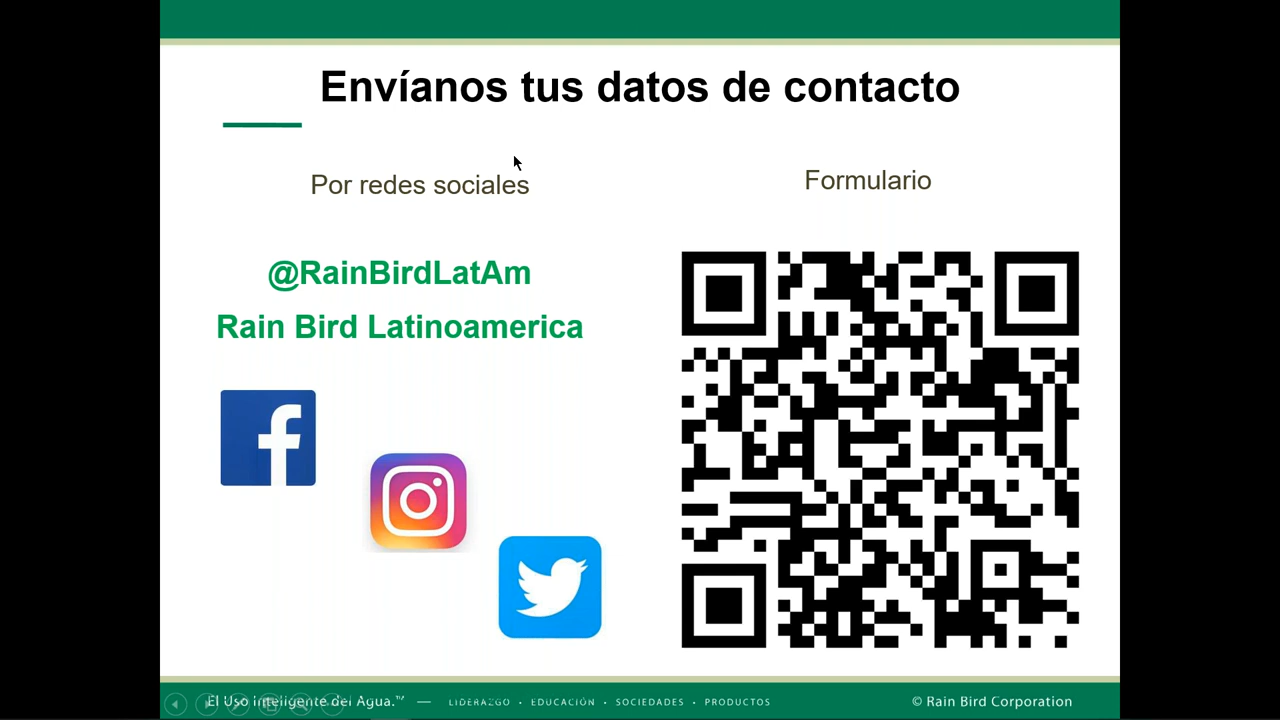 Envíanos tus datos de contacto
Por redes sociales
@RainBirdLatAm
Rain Bird Latinoamerica
Formulario
El Uso Inteligente del Agua.™ — LIDERAZGO • EDUCACIÓN • SOCIEDADES • PRODUCTOS
© Rain Bird Corporation